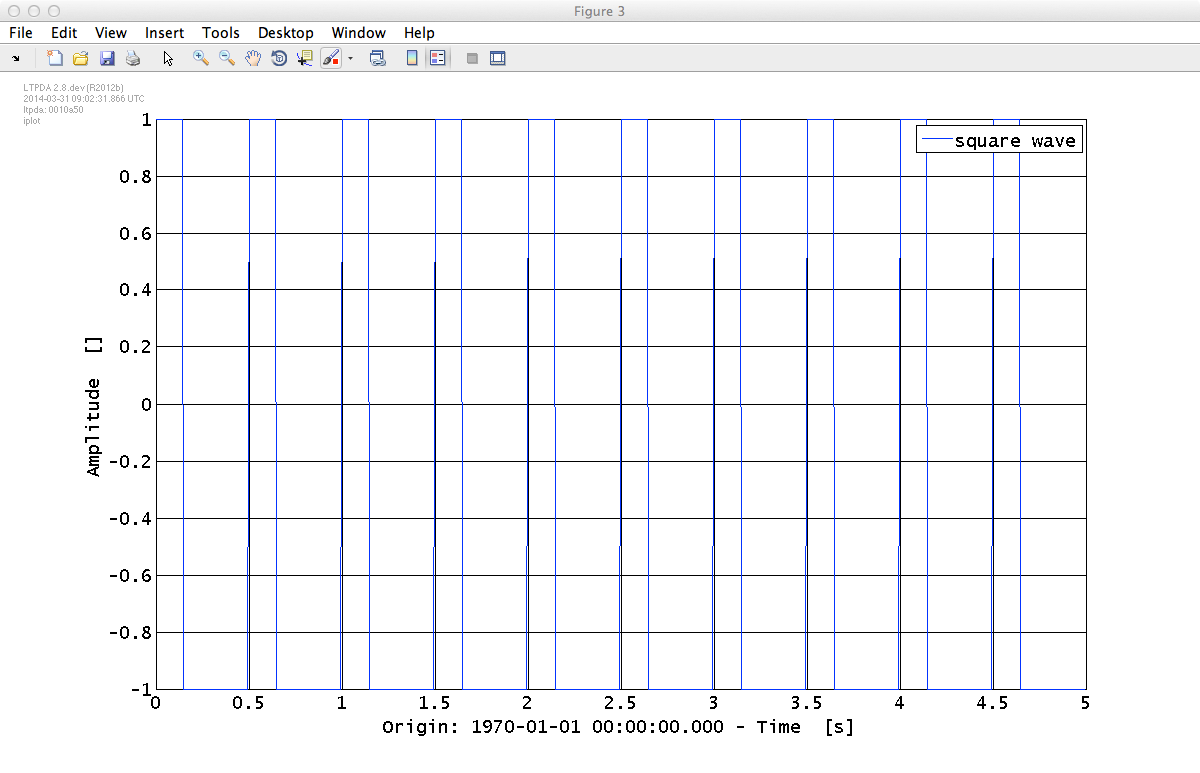 Figure 3
File Edit View Insert Tools Desktop Window Help
LTPDA 2.8.dev (R2012b)
2014-03-31 09:02:31.866 UTC
ltpda: 0010a50
iplot
square wave
1
0.8
0.6
0.4
0.2
0
-0.2
-0.4
-0.6
-0.8
-1
Amplitude []
0 0.5 1 1.5 2 2.5 3 3.5 4 4.5 5
Origin: 1970-01-01 00:00:00.000 - Time [s]